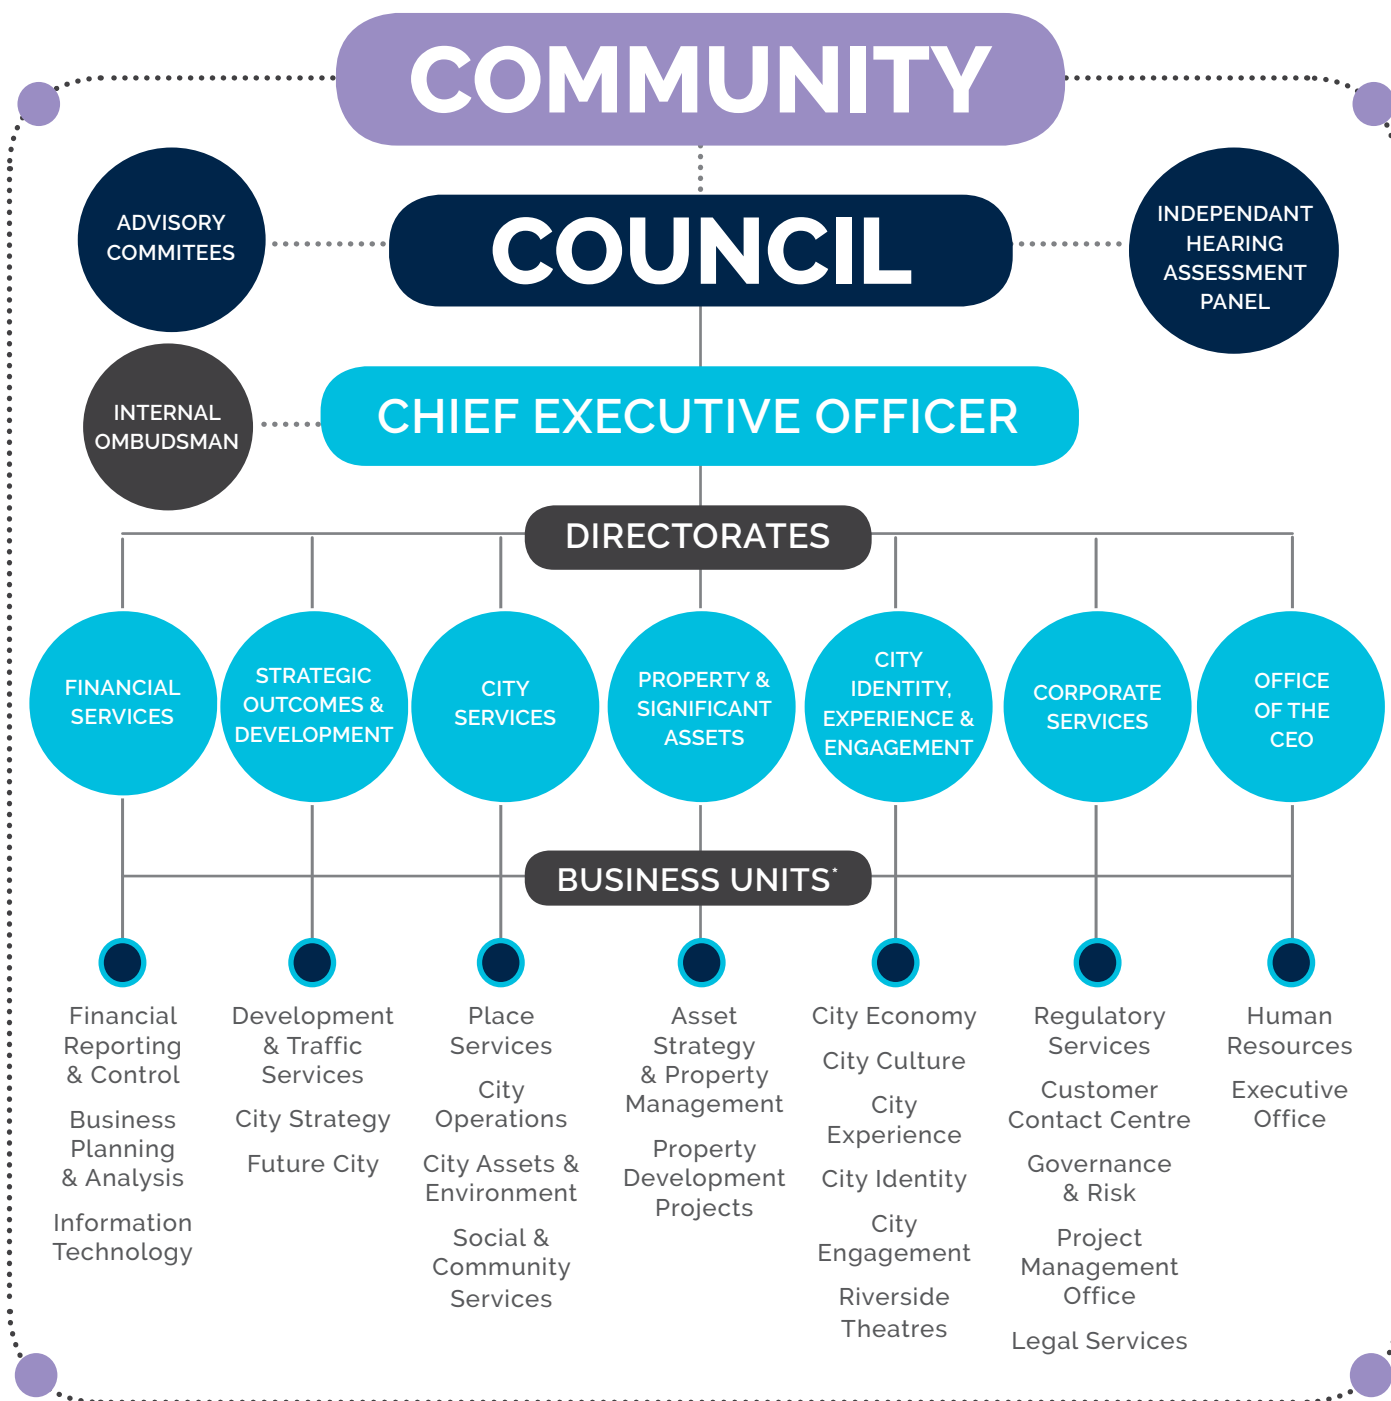 COMMUNITY
ADVISORY
COMMITEES
COUNCIL
INDEPENDANT
HEARING
ASSESSMENT
PANEL
INTERNAL
OMBUDSMAN
CHIEF EXECUTIVE OFFICER
DIRECTORATES
FINANCIAL
SERVICES
STRATEGIC
OUTCOMES &
DEVELOPMENT
CITY
SERVICES
PROPERTY &
SIGNIFICANT
ASSETS
CITY
IDENTITY,
EXPERIENCE &
ENGAGEMENT
CORPORATE
SERVICES
OFFICE
OF THE
CEO
BUSINESS UNITS*
Financial
Reporting
& Control
Business
Planning
& Analysis
Information
Technology
Development
& Traffic
Services
City Strategy
Future City
Place
Services
City
Operations
City Assets &
Environment
Social &
Community
Services
Asset
Strategy
& Property
Management
Property
Development
Projects
City Economy
City Culture
City
Experience
City Identity
City
Engagement
Riverside
Theatres
Regulatory
Services
Customer
Contact Centre
Governance
& Risk
Project
Management
Office
Legal Services
Human
Resources
Executive
Office